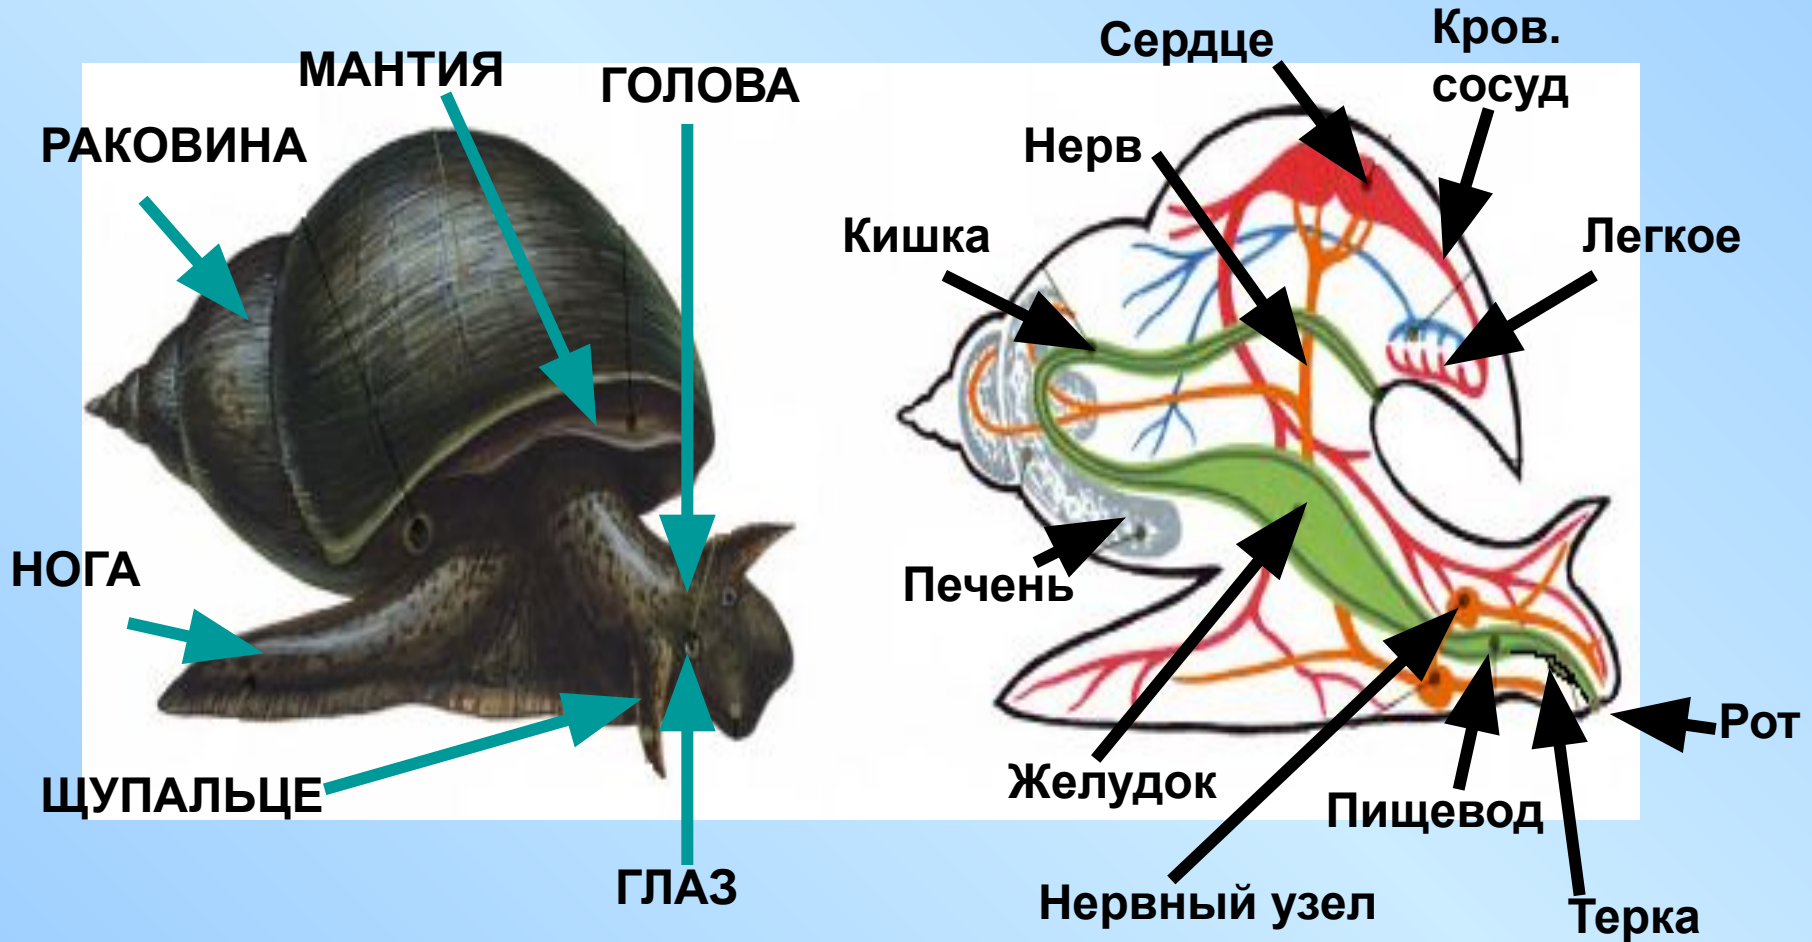 МАНТИЯ
ГОЛОВА
РАКОВИНА
НОГА
ЩУПАЛЬЦЕ
ГЛАЗ
Сердце
Кров.
сосуд
Нерв
Кишка
Легкое
Печень
Желудок
Рот
Пищевод
Нервный узел
Терка